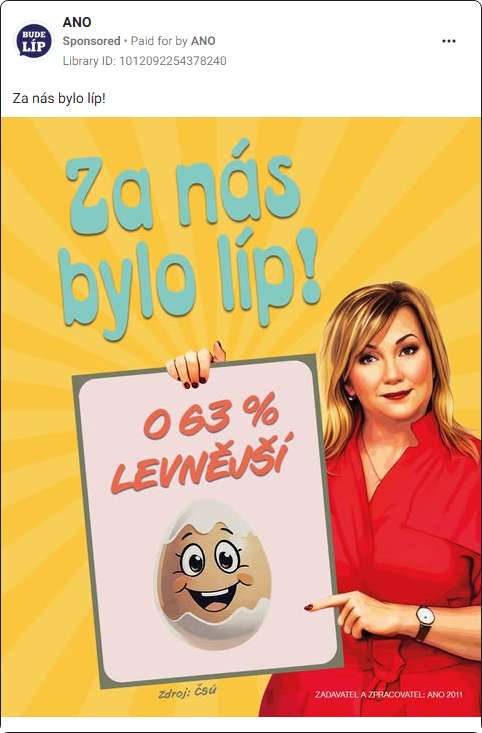 ANO
BUDE
LÍP
Sponsored • Paid for by ANO
Library ID: 1012092254378240
Za nás bylo líp!
Za nás
bylo líp!
O 63 %
LEVNĚJŠÍ
Zdroj: ČSÚ
ZADAVATEL A ZPRACOVATEL: ANO 2011